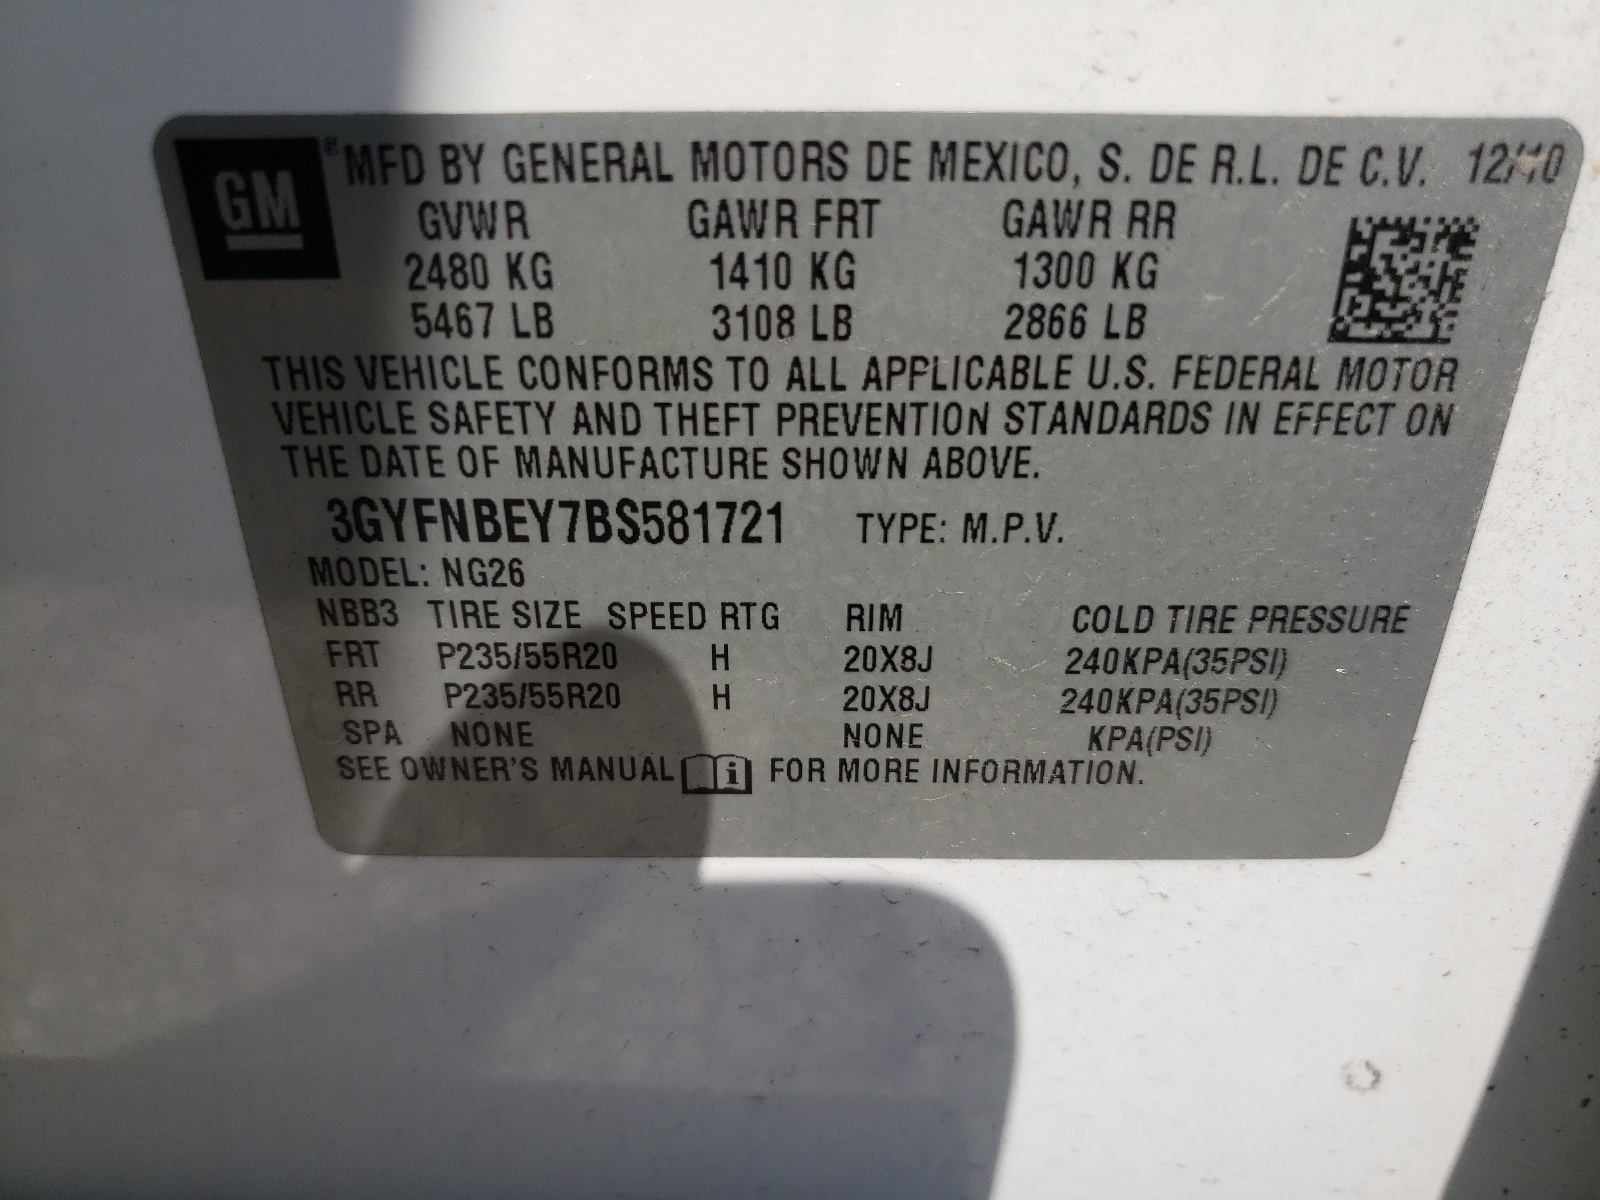 GM
® MFD BY GENERAL MOTORS DE MEXICO, S. DE R.L. DE C.V. 12/10
GVWR GAWR FRT GAWR RR
2480 KG 1410 KG 1300 KG
5467 LB 3108 LB 2866 LB
THIS VEHICLE CONFORMS TO ALL APPLICABLE U.S. FEDERAL MOTOR
VEHICLE SAFETY AND THEFT PREVENTION STANDARDS IN EFFECT ON
THE DATE OF MANUFACTURE SHOWN ABOVE.
3GYFNBEY7BS581721 TYPE: M.P.V.
MODEL: NG26
NBB3 TIRE SIZE SPEED RTG RIM COLD TIRE PRESSURE
FRT P235/55R20 H 20X8J 240KPA(35PSI)
RR P235/55R20 H 20X8J 240KPA(35PSI)
SPA NONE NONE KPA(PSI)
SEE OWNER'S MANUAL i FOR MORE INFORMATION.